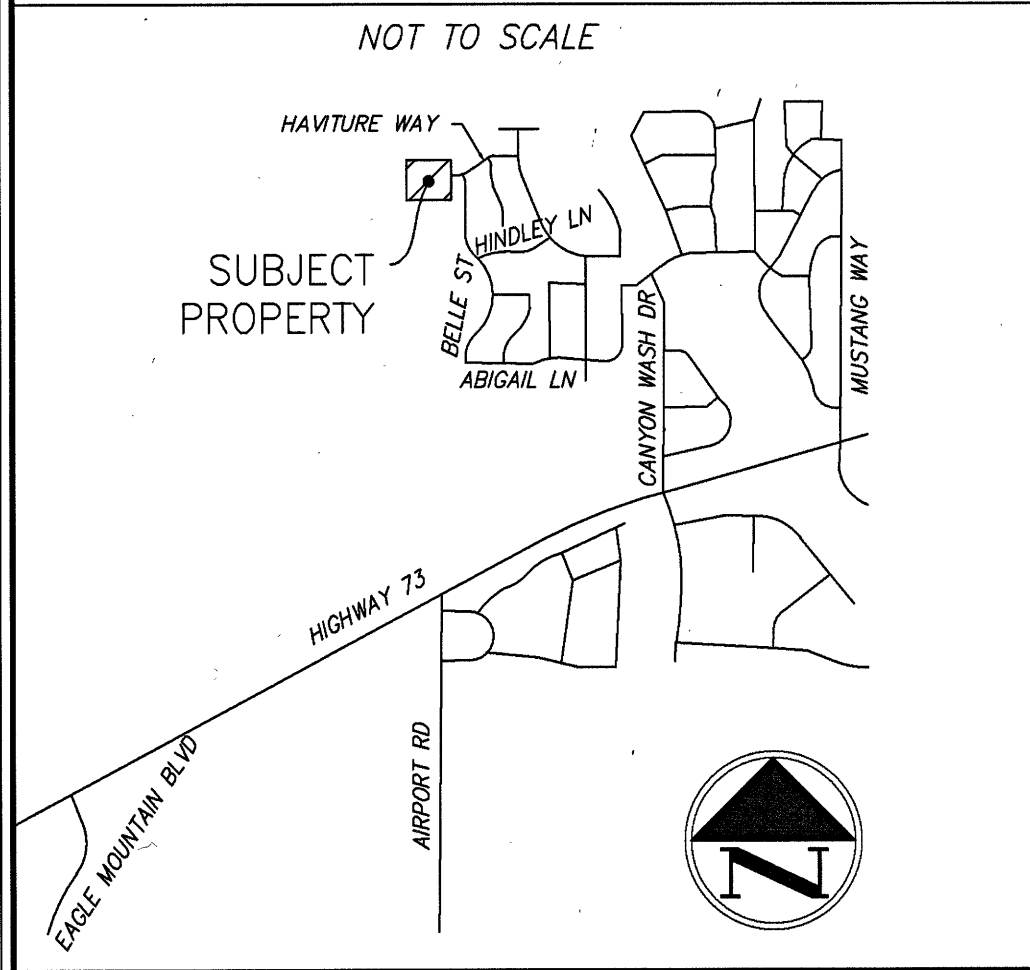 NOT TO SCALE
HAVITURE WAY
HINDLEY LN
SUBJECT
PROPERTY
BELLE ST
MUSTANG WAY
CANYON WASH DR
ABIGAIL LN
HIGHWAY 73
AIRPORT RD
EAGLE MOUNTAIN BLVD
N